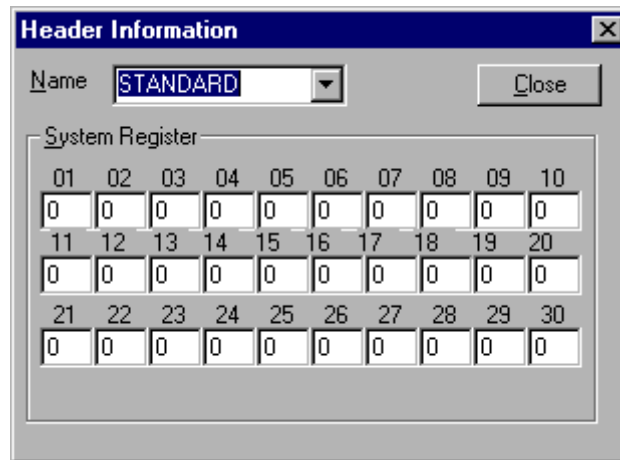 Header Information
Name STANDARD Close
System Register
01 02 03 04 05 06 07 08 09 10
0 0 0 0 0 0 0 0 0 0
11 12 13 14 15 16 17 18 19 20
0 0 0 0 0 0 0 0 0 0
21 22 23 24 25 26 27 28 29 30
0 0 0 0 0 0 0 0 0 0